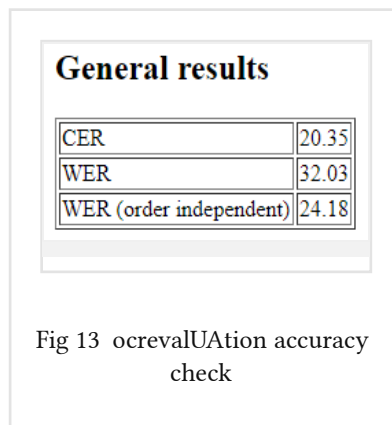 General results
CER 20.35
WER 32.03
WER (order independent) 24.18
Fig 13 ocrevalUAtion accuracy
check